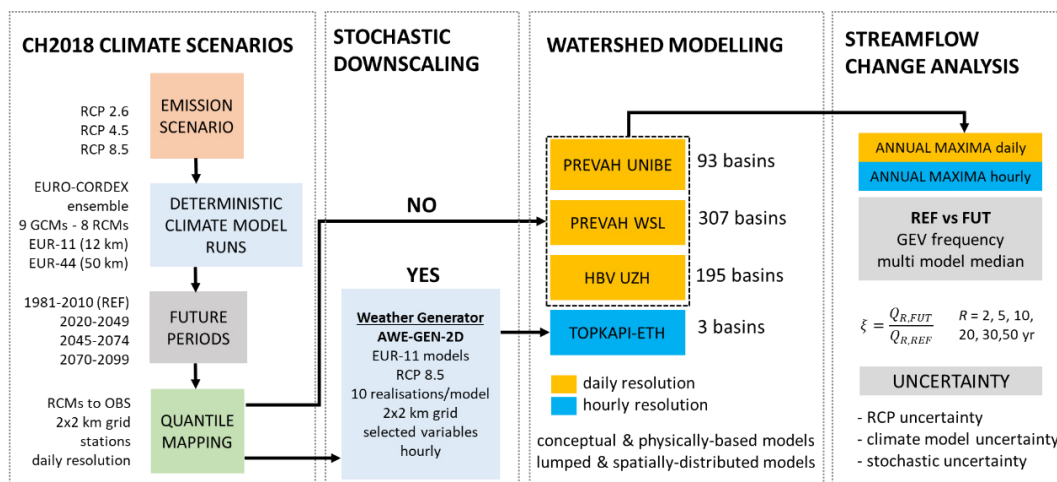 CH2018 CLIMATE SCENARIOS
RCP 2.6
RCP 4.5
RCP 8.5
EMISSION
SCENARIO
EURO-CORDEX
ensemble
9 GCMs - 8 RCMs
EUR-11 (12 km)
EUR-44 (50 km)
DETERMINISTIC
CLIMATE MODEL
RUNS
1981-2010 (REF)
2020-2049
2045-2074
2070-2099
FUTURE
PERIODS
RCMs to OBS
2x2 km grid
stations
daily resolution
QUANTILE
MAPPING
STOCHASTIC
DOWNSCALING
NO
YES
Weather Generator
AWE-GEN-2D
EUR-11 models
RCP 8.5
10 realisations/model
2x2 km grid
selected variables
hourly
WATERSHED MODELLING
PREVAH UNIBE
93 basins
PREVAH WSL
307 basins
HBV UZH
195 basins
TOPKAPI-ETH
3 basins
daily resolution
hourly resolution
conceptual & physically-based models
lumped & spatially-distributed models
STREAMFLOW
CHANGE ANALYSIS
ANNUAL MAXIMA daily
ANNUAL MAXIMA hourly
REF vs FUT
GEV frequency
multi model median
ξ = Q_{R,FUT} / Q_{R,REF}
R = 2, 5, 10,
20, 30,50 yr
UNCERTAINTY
- RCP uncertainty
- climate model uncertainty
- stochastic uncertainty